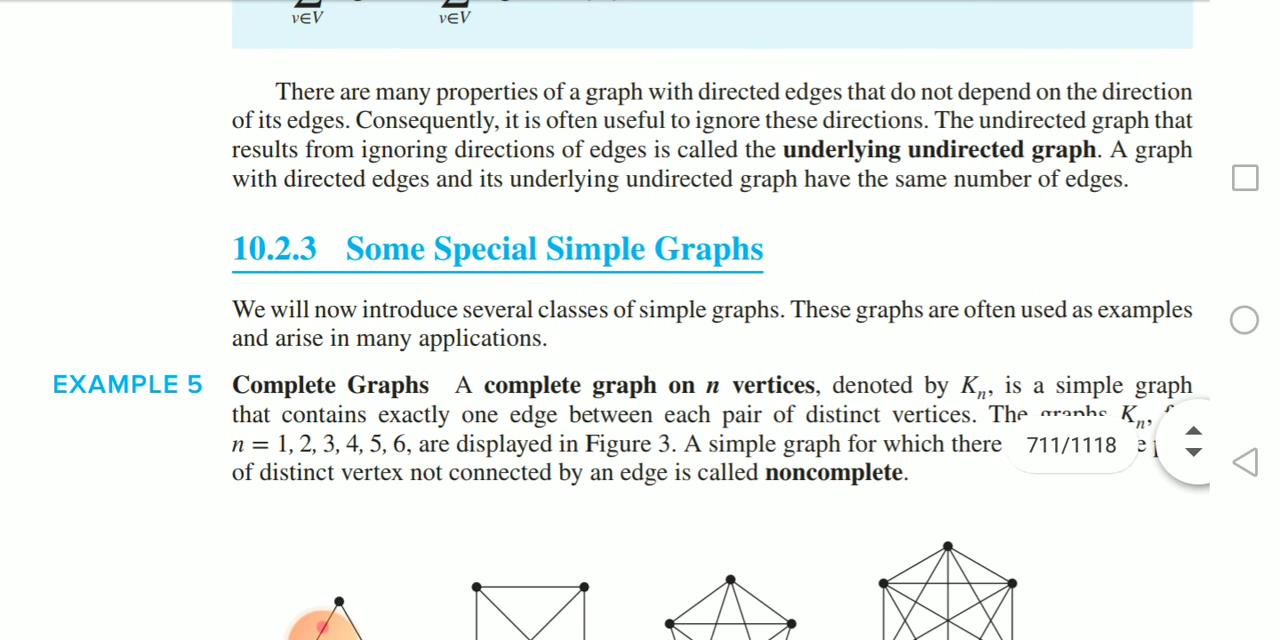 v∈V v∈V
There are many properties of a graph with directed edges that do not depend on the direction
of its edges. Consequently, it is often useful to ignore these directions. The undirected graph that
results from ignoring directions of edges is called the underlying undirected graph. A graph
with directed edges and its underlying undirected graph have the same number of edges.
10.2.3 Some Special Simple Graphs
We will now introduce several classes of simple graphs. These graphs are often used as examples
and arise in many applications.
EXAMPLE 5 Complete Graphs A complete graph on n vertices, denoted by Kₙ, is a simple graph
that contains exactly one edge between each pair of distinct vertices. The graphs Kₙ,
n = 1, 2, 3, 4, 5, 6, are displayed in Figure 3. A simple graph for which there
711/1118
of distinct vertex not connected by an edge is called noncomplete.